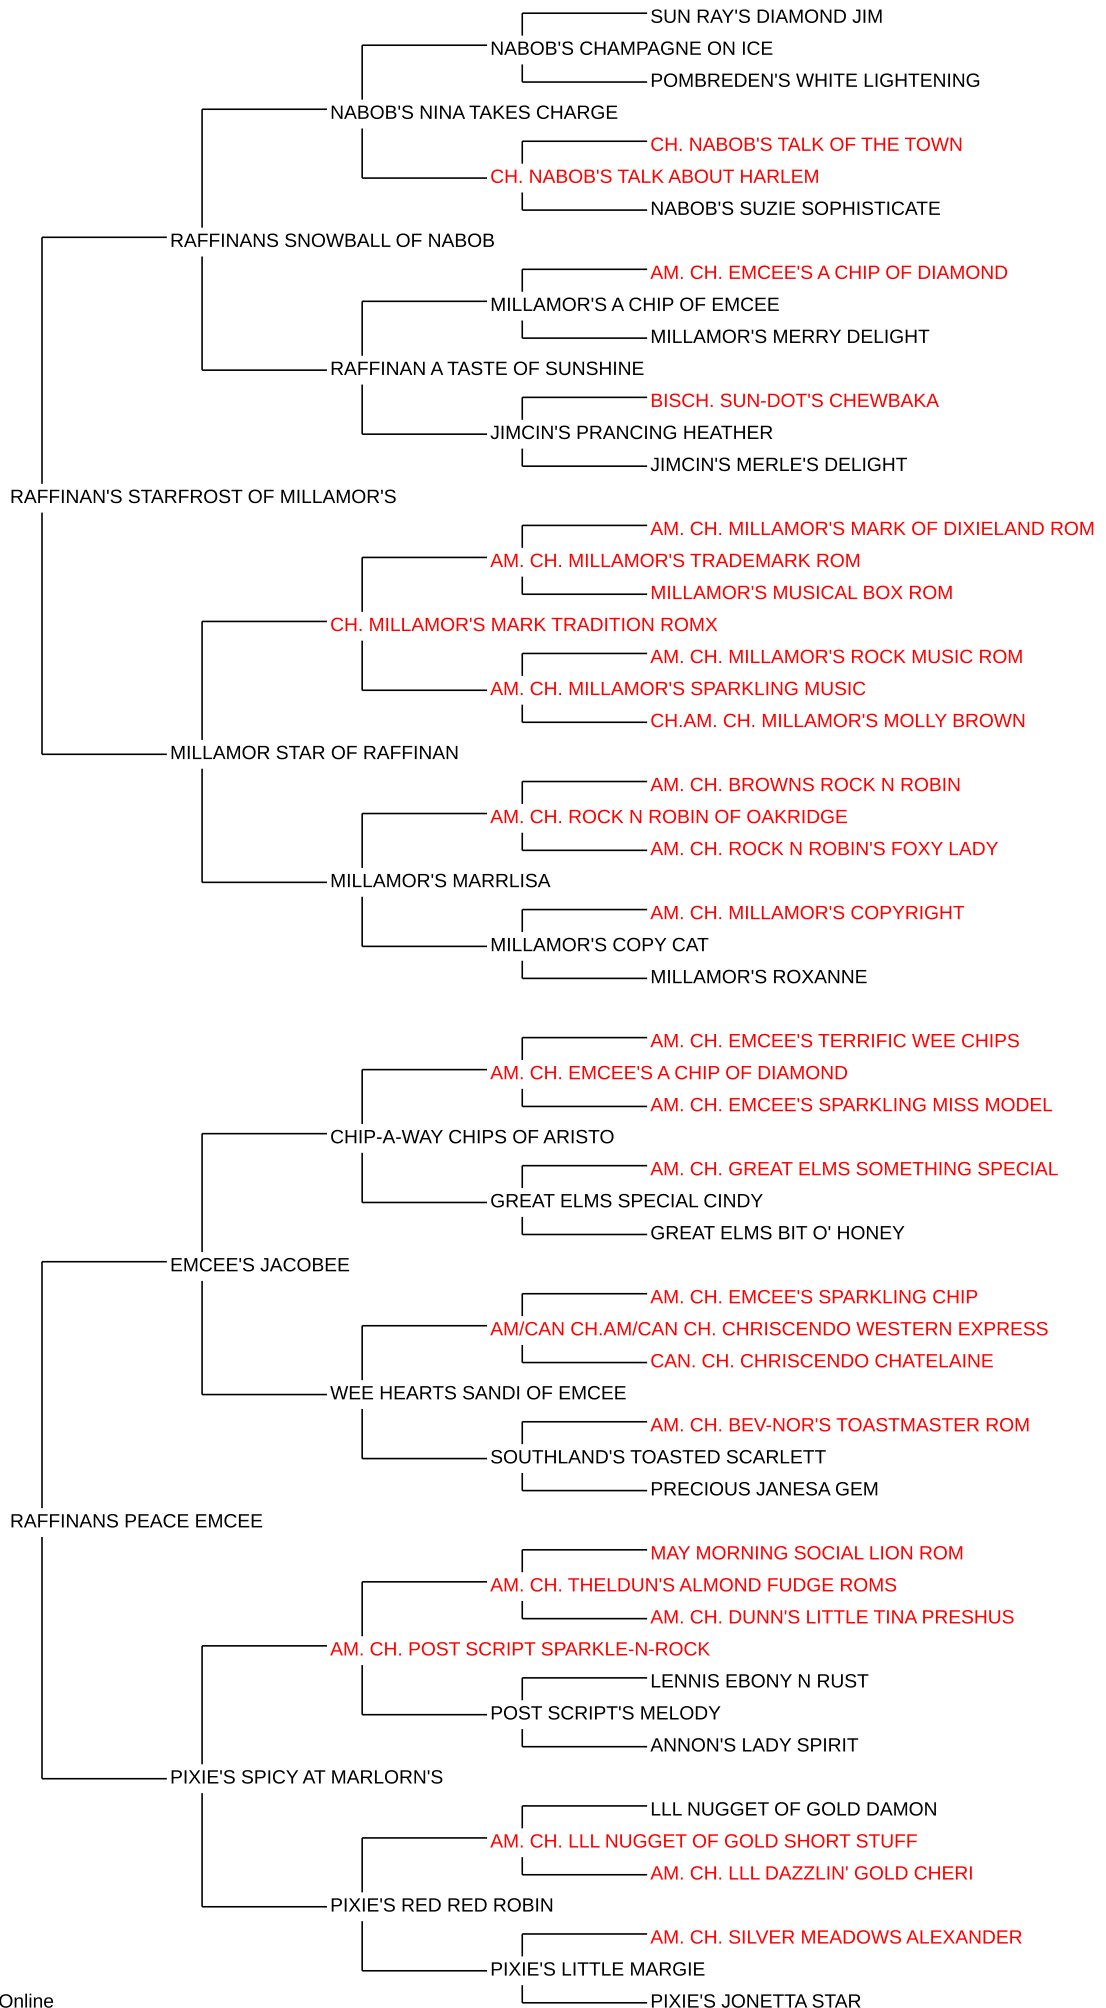 SUN RAY'S DIAMOND JIM
NABOB'S CHAMPAGNE ON ICE
POMBREDEN'S WHITE LIGHTENING
NABOB'S NINA TAKES CHARGE
CH. NABOB'S TALK OF THE TOWN
CH. NABOB'S TALK ABOUT HARLEM
NABOB'S SUZIE SOPHISTICATE
RAFFINANS SNOWBALL OF NABOB
AM. CH. EMCEE'S A CHIP OF DIAMOND
MILLAMOR'S A CHIP OF EMCEE
MILLAMOR'S MERRY DELIGHT
RAFFINAN A TASTE OF SUNSHINE
BISCH. SUN-DOT'S CHEWBAKA
JIMCIN'S PRANCING HEATHER
JIMCIN'S MERLE'S DELIGHT
RAFFINAN'S STARFROST OF MILLAMOR'S
AM. CH. MILLAMOR'S MARK OF DIXIELAND ROM
AM. CH. MILLAMOR'S TRADEMARK ROM
MILLAMOR'S MUSICAL BOX ROM
CH. MILLAMOR'S MARK TRADITION ROMX
AM. CH. MILLAMOR'S ROCK MUSIC ROM
AM. CH. MILLAMOR'S SPARKLING MUSIC
CH.AM. CH. MILLAMOR'S MOLLY BROWN
MILLAMOR STAR OF RAFFINAN
AM. CH. BROWNS ROCK N ROBIN
AM. CH. ROCK N ROBIN OF OAKRIDGE
AM. CH. ROCK N ROBIN'S FOXY LADY
MILLAMOR'S MARRLISA
AM. CH. MILLAMOR'S COPYRIGHT
MILLAMOR'S COPY CAT
MILLAMOR'S ROXANNE
AM. CH. EMCEE'S TERRIFIC WEE CHIPS
AM. CH. EMCEE'S A CHIP OF DIAMOND
AM. CH. EMCEE'S SPARKLING MISS MODEL
CHIP-A-WAY CHIPS OF ARISTO
AM. CH. GREAT ELMS SOMETHING SPECIAL
GREAT ELMS SPECIAL CINDY
GREAT ELMS BIT O' HONEY
EMCEE'S JACOBEE
AM. CH. EMCEE'S SPARKLING CHIP
AM/CAN CH.AM/CAN CH. CHRISCENDO WESTERN EXPRESS
CAN. CH. CHRISCENDO CHATELAINE
WEE HEARTS SANDI OF EMCEE
AM. CH. BEV-NOR'S TOASTMASTER ROM
SOUTHLAND'S TOASTED SCARLETT
PRECIOUS JANESA GEM
RAFFINANS PEACE EMCEE
MAY MORNING SOCIAL LION ROM
AM. CH. THELDUN'S ALMOND FUDGE ROMS
AM. CH. DUNN'S LITTLE TINA PRESHUS
AM. CH. POST SCRIPT SPARKLE-N-ROCK
LENNIS EBONY N RUST
POST SCRIPT'S MELODY
ANNON'S LADY SPIRIT
PIXIE'S SPICY AT MARLORN'S
LLL NUGGET OF GOLD DAMON
AM. CH. LLL NUGGET OF GOLD SHORT STUFF
AM. CH. LLL DAZZLIN' GOLD CHERI
PIXIE'S RED RED ROBIN
AM. CH. SILVER MEADOWS ALEXANDER
PIXIE'S LITTLE MARGIE
PIXIE'S JONETTA STAR
Online